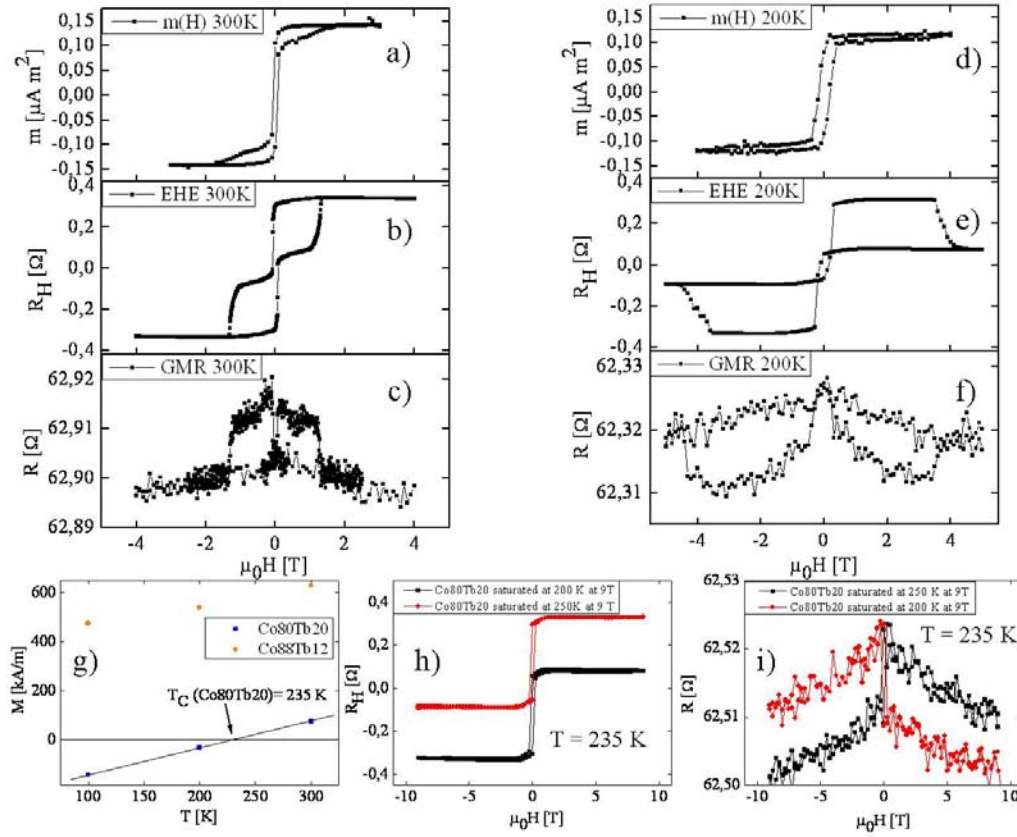 m(H) 300K
a)
0,15
0,10
0,05
0,00
-0,05
-0,10
-0,15
m [µA m²]
EHE 300K
b)
0,4
0,2
0,0
-0,2
-0,4
R_H [Ω]
GMR 300K
c)
62,92
62,91
62,90
62,89
R [Ω]
-4 -2 0 2 4
µ₀H [T]
m(H) 200K
d)
0,15
0,10
0,05
0,00
-0,05
-0,10
-0,15
m [µA m²]
EHE 200K
e)
0,4
0,2
0,0
-0,2
-0,4
R_H [Ω]
GMR 200K
f)
62,33
62,32
62,31
R [Ω]
-4 -2 0 2 4
µ₀H [T]
600
400
200
0
M [kA/m]
g)
Co80Tb20
Co88Tb12
T_C (Co80Tb20)= 235 K
100 200 300
T [K]
Co80Tb20 saturated at 200 K at 9T
Co80Tb20 saturated at 250K at 9 T
h)
0,4
0,2
0,0
-0,2
-0,4
R_H [Ω]
T = 235 K
-10 -5 0 5 10
µ₀H [T]
Co80Tb20 saturated at 250 K at 9T
Co80Tb20 saturated at 200 K at 9T
T = 235 K
i)
62,53
62,52
62,51
62,50
R [Ω]
-10 -5 0 5 10
µ₀H [T]